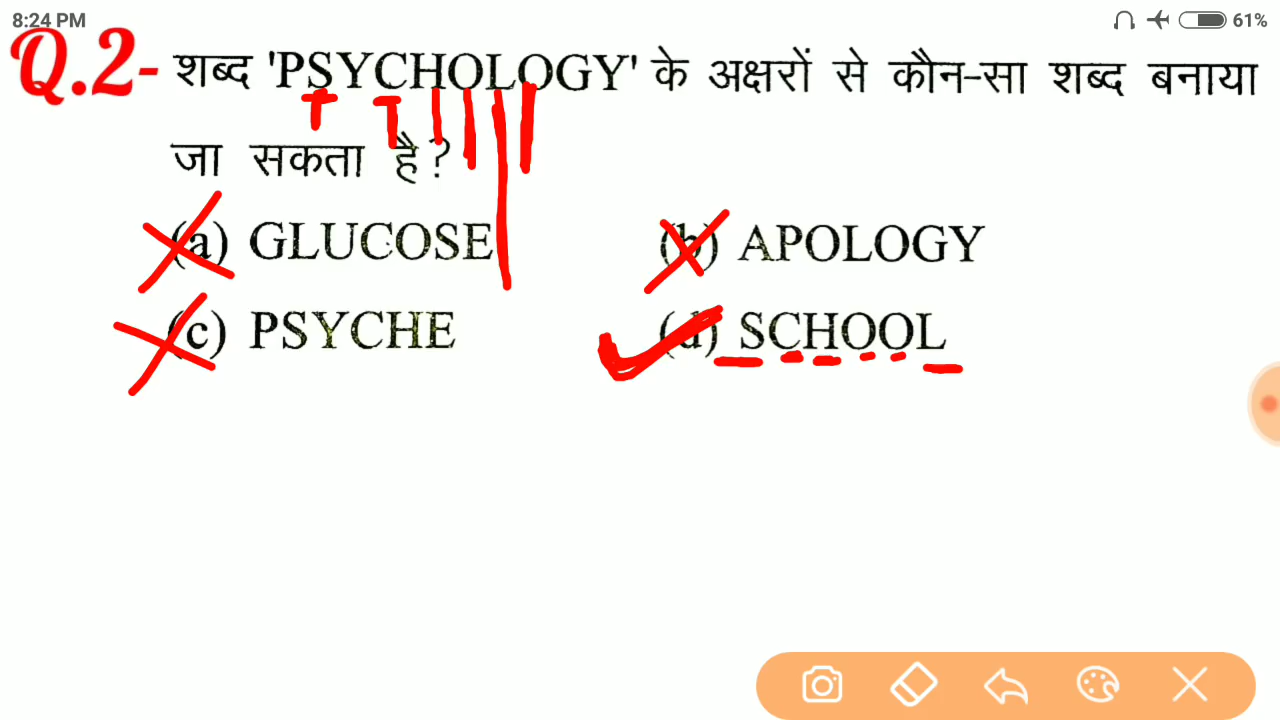 8:24 PM 61%
Q.2- शब्द 'PSYCHOLOGY' के अक्षरों से कौन-सा शब्द बनाया
जा सकता है?
(a) GLUCOSE (b) APOLOGY
(c) PSYCHE (d) SCHOOL